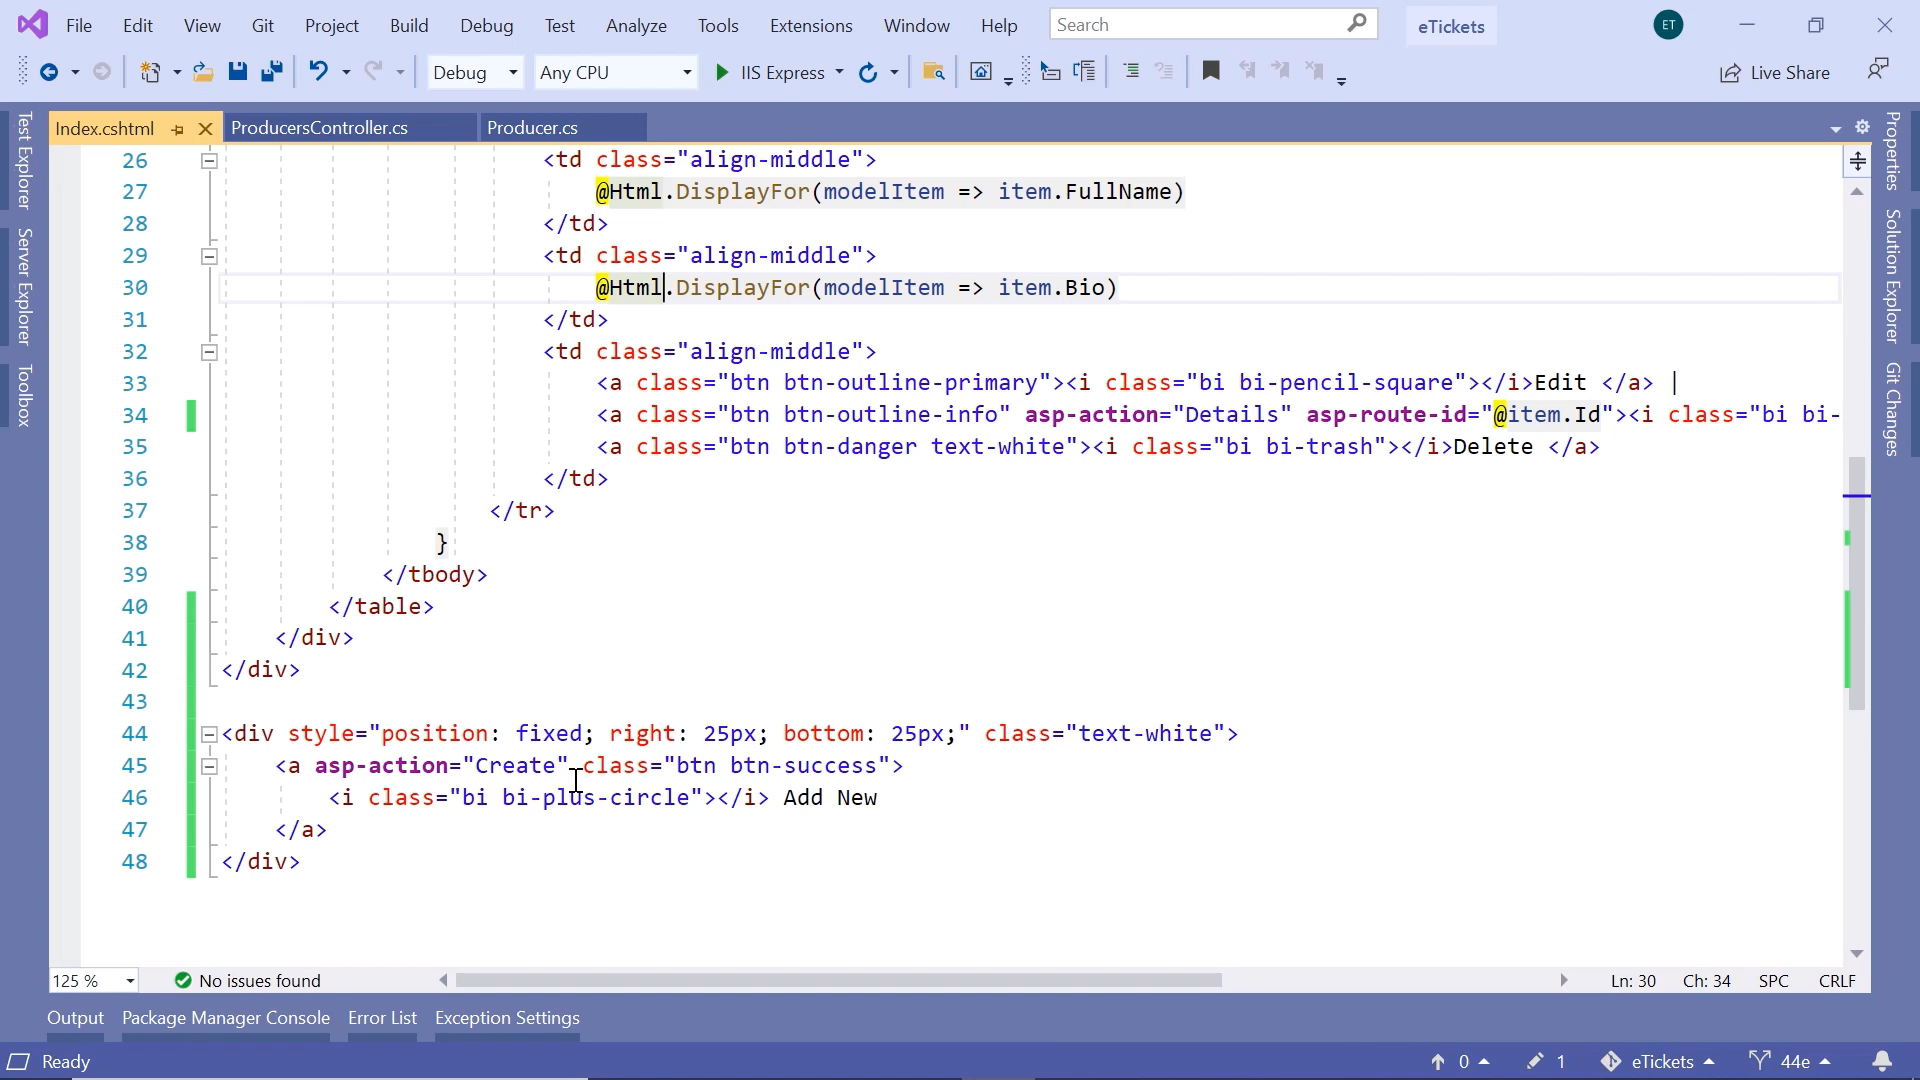 File Edit View Git Project Build Debug Test Analyze Tools Extensions Window Help Search eTickets ET
Debug Any CPU IIS Express Live Share
Index.cshtml ProducersController.cs Producer.cs
Test Explorer
Server Explorer
Toolbox
26 <td class="align-middle">
27 @Html.DisplayFor(modelItem => item.FullName)
28 </td>
29 <td class="align-middle">
30 @Html.DisplayFor(modelItem => item.Bio)
31 </td>
32 <td class="align-middle">
33 <a class="btn btn-outline-primary"><i class="bi bi-pencil-square"></i>Edit </a> |
34 <a class="btn btn-outline-info" asp-action="Details" asp-route-id="@item.Id"><i class="bi bi-
35 <a class="btn btn-danger text-white"><i class="bi bi-trash"></i>Delete </a>
36 </td>
37 </tr>
38 }
39 </tbody>
40 </table>
41 </div>
42 </div>
43
44 <div style="position: fixed; right: 25px; bottom: 25px;" class="text-white">
45 <a asp-action="Create" class="btn btn-success">
46 <i class="bi bi-plus-circle"></i> Add New
47 </a>
48 </div>
Properties
Solution Explorer
Git Changes
125 % No issues found Ln: 30 Ch: 34 SPC CRLF
Output Package Manager Console Error List Exception Settings
Ready 0 1 eTickets 44e